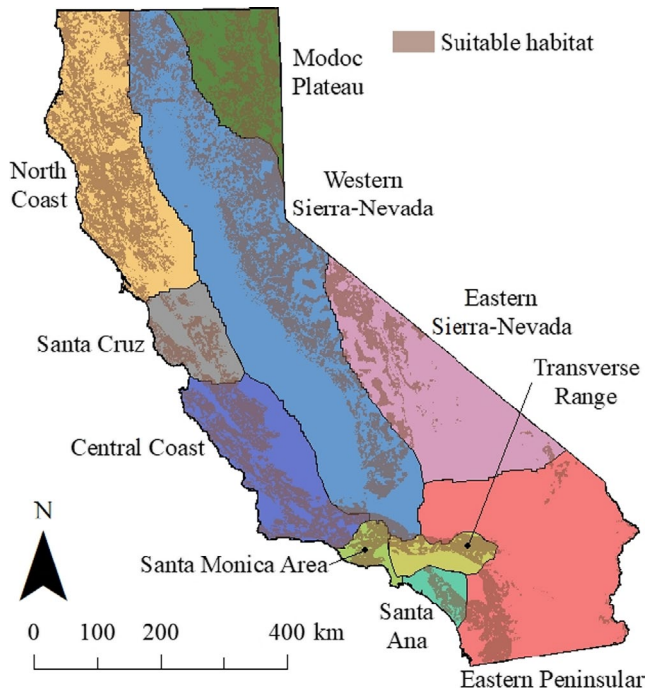 Suitable habitat
Modoc
Plateau
North
Coast
Western
Sierra-Nevada
Eastern
Sierra-Nevada
Santa Cruz
Transverse
Range
Central Coast
N
Santa Monica Area
Santa
Ana
0 100 200 400 km
Eastern Peninsular